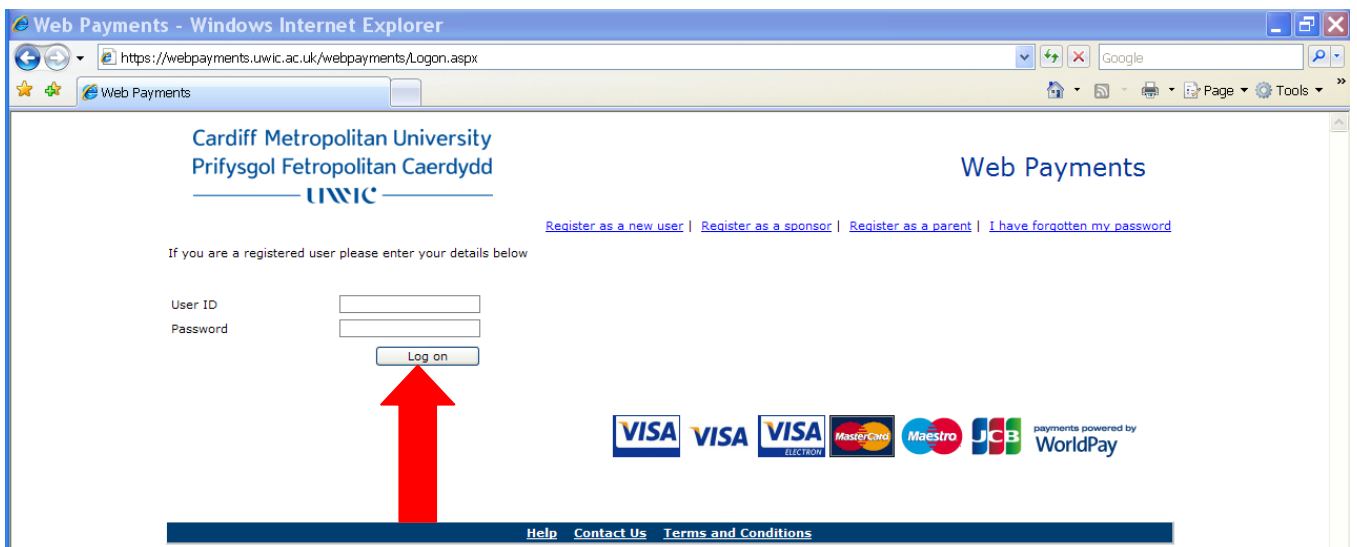 Web Payments - Windows Internet Explorer
https://webpayments.uwic.ac.uk/webpayments/Logon.aspx
Google
Web Payments
Page
Tools
»
Cardiff Metropolitan University
Prifysgol Fetropolitan Caerdydd
UWIC
Web Payments
Register as a new user | Register as a sponsor | Register as a parent | I have forgotten my password
If you are a registered user please enter your details below
User ID
Password
Log on
VISA VISA VISA ELECTRON MasterCard Maestro JCB payments powered by WorldPay
Help Contact Us Terms and Conditions